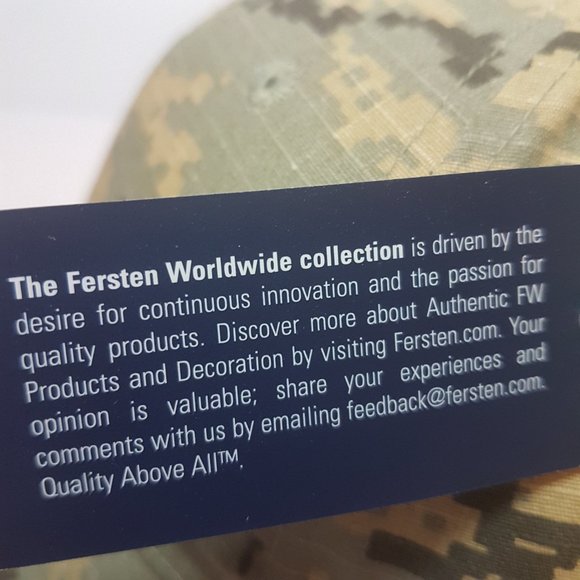 The Fersten Worldwide collection is driven by the
desire for continuous innovation and the passion for
quality products. Discover more about Authentic FW
Products and Decoration by visiting Fersten.com. Your
opinion is valuable; share your experiences and
comments with us by emailing feedback@fersten.com.
Quality Above All™.